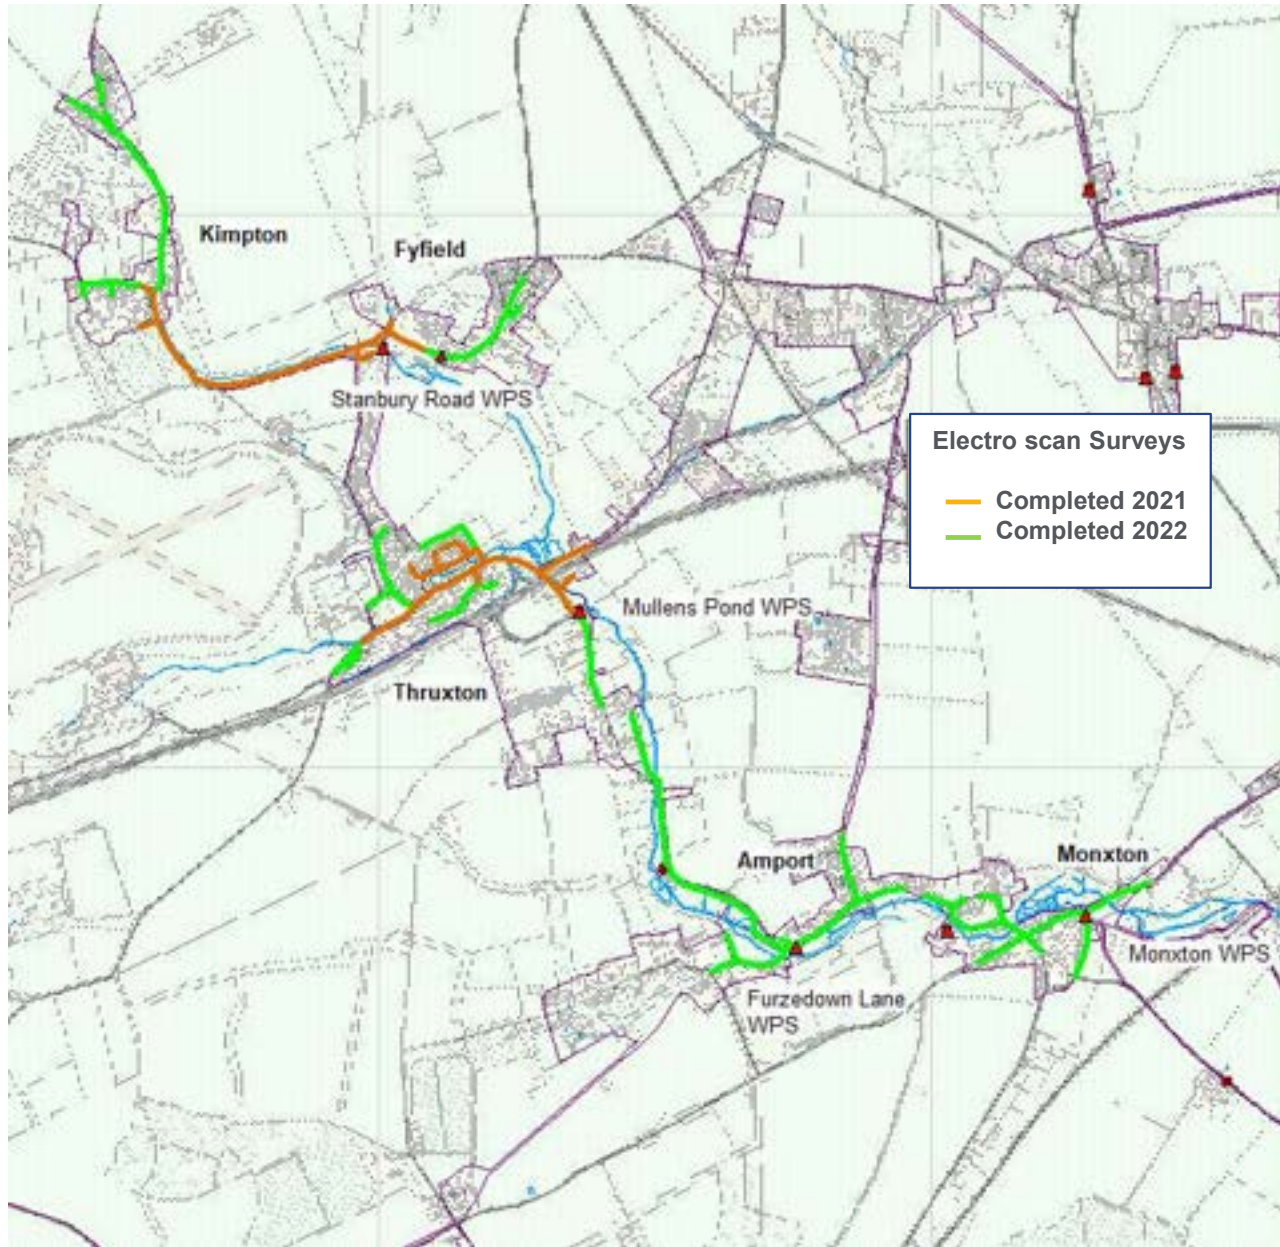 Kimpton
Fyfield
Stanbury Road WPS
Electro scan Surveys
Completed 2021
Completed 2022
Mullens Pond WPS
Thruxton
Amport
Monxton
Monxton WPS
Furzedown Lane
WPS